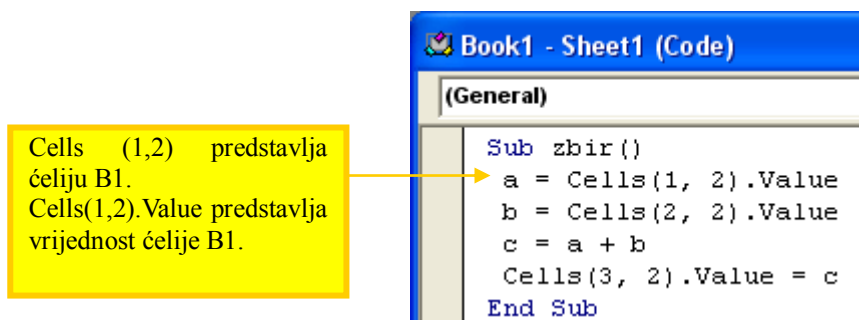 Cells (1,2) predstavlja
ćeliju B1.
Cells(1,2).Value predstavlja
vrijednost ćelije B1.
Book1 - Sheet1 (Code)
(General)
Sub zbir()
a = Cells(1, 2).Value
b = Cells(2, 2).Value
c = a + b
Cells(3, 2).Value = c
End Sub